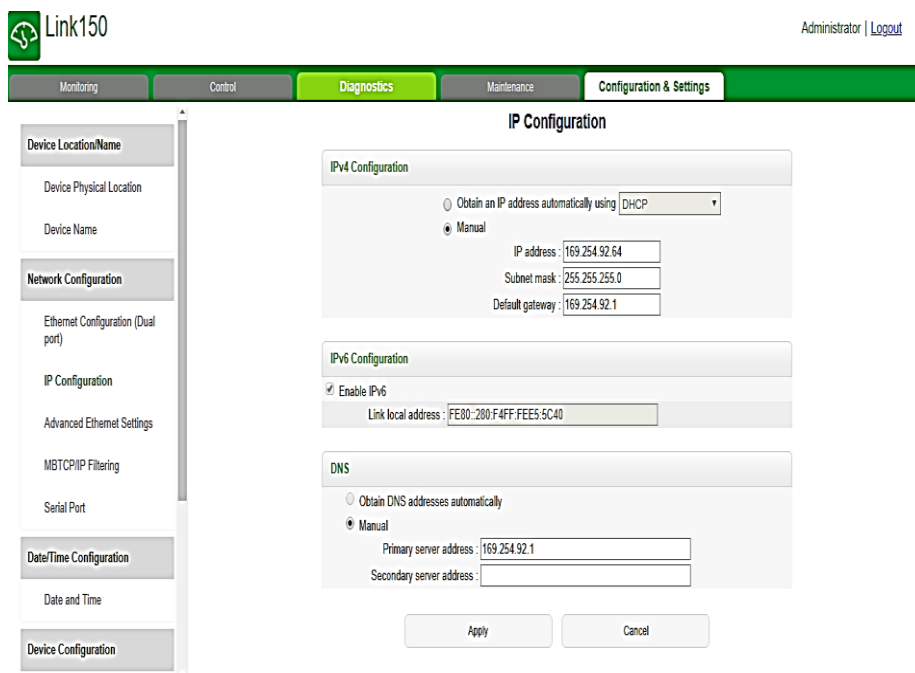 Link150
Administrator | Logout
Monitoring
Control
Diagnostics
Maintenance
Configuration & Settings
Device Location/Name
Device Physical Location
Device Name
Network Configuration
Ethernet Configuration (Dual
port)
IP Configuration
Advanced Ethernet Settings
MBTCP/IP Filtering
Serial Port
Date/Time Configuration
Date and Time
Device Configuration
IP Configuration
IPv4 Configuration
Obtain an IP address automatically using DHCP
Manual
IP address : 169.254.92.64
Subnet mask : 255.255.255.0
Default gateway : 169.254.92.1
IPv6 Configuration
Enable IPv6
Link local address : FE80::280:F4FF:FEE5:5C40
DNS
Obtain DNS addresses automatically
Manual
Primary server address : 169.254.92.1
Secondary server address :
Apply
Cancel